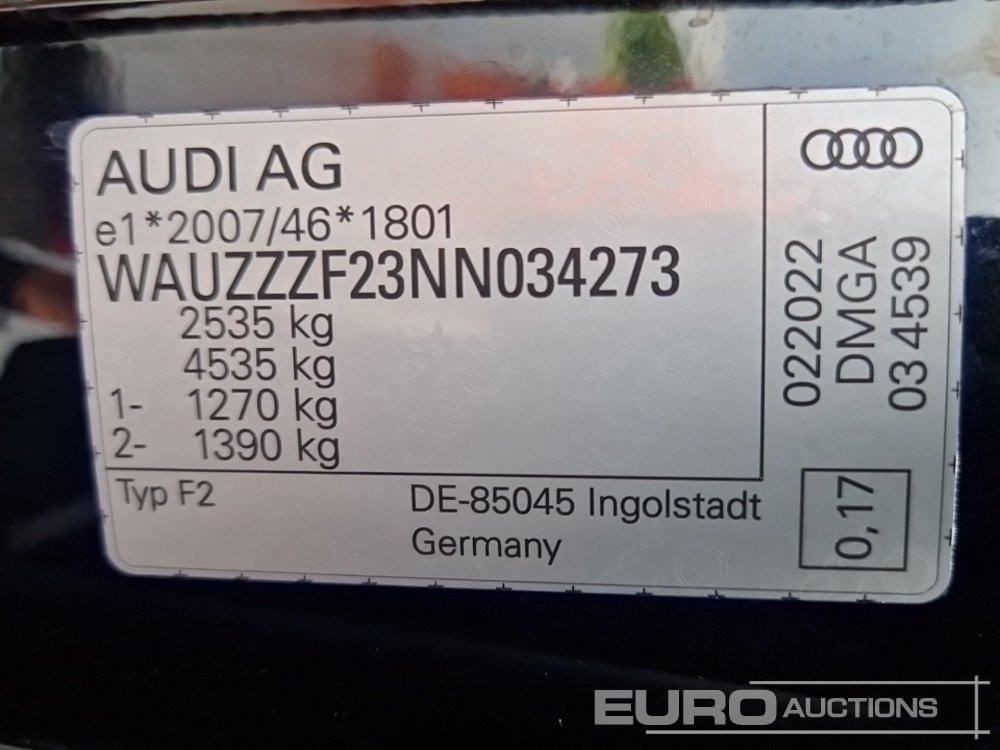 AUDI AG
e1*2007/46*1801
WAUZZZF23NN034273
2535 kg
4535 kg
1- 1270 kg
2- 1390 kg
Typ F2
DE-85045 Ingolstadt
Germany
022022
DMGA
03 4539
0,17
EURO AUCTIONS